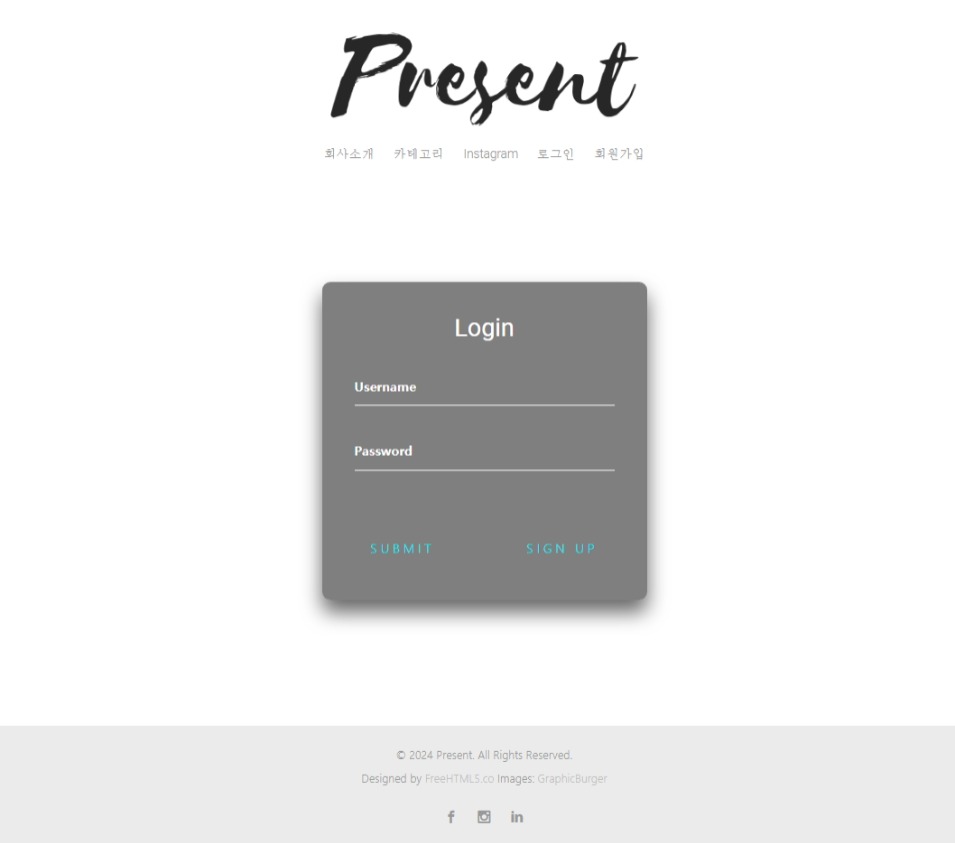 Present
회사소개 카테고리 Instagram 로그인 회원가입
Login
Username
Password
SUBMIT SIGN UP
© 2024 Present. All Rights Reserved.
Designed by FreeHTML5.co Images: GraphicBurger